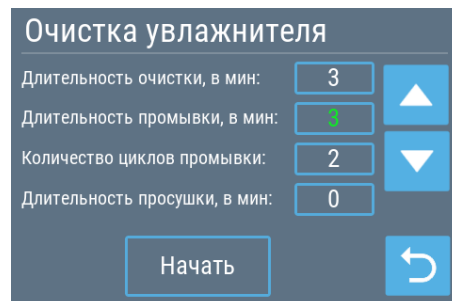 Очистка увлажнителя
Длительность очистки, в мин: 3
Длительность промывки, в мин: 3
Количество циклов промывки: 2
Длительность просушки, в мин: 0
Начать